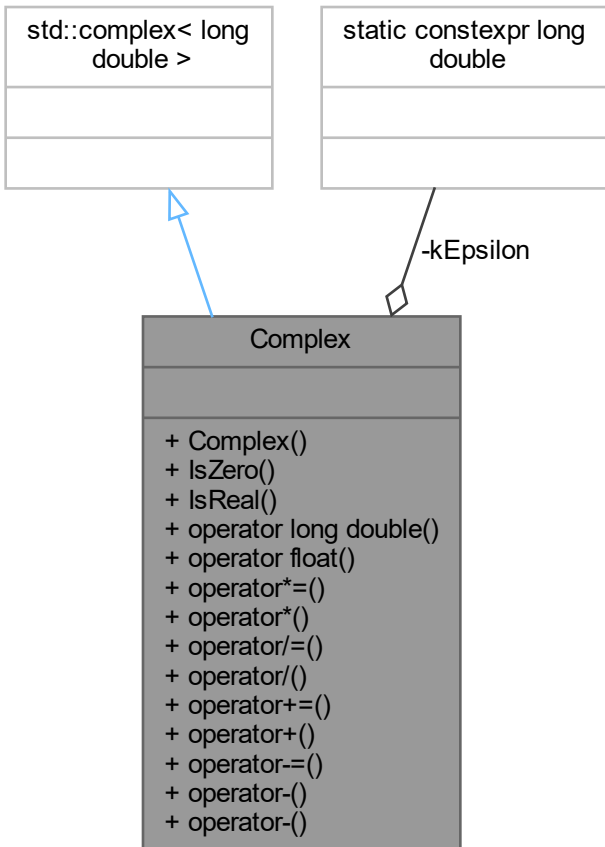 std::complex< long
double >
static constexpr long
double
-kEpsilon
Complex
+ Complex()
+ IsZero()
+ IsReal()
+ operator long double()
+ operator float()
+ operator*=()
+ operator*()
+ operator/=()
+ operator/()
+ operator+=()
+ operator+()
+ operator-=()
+ operator-()
+ operator-()